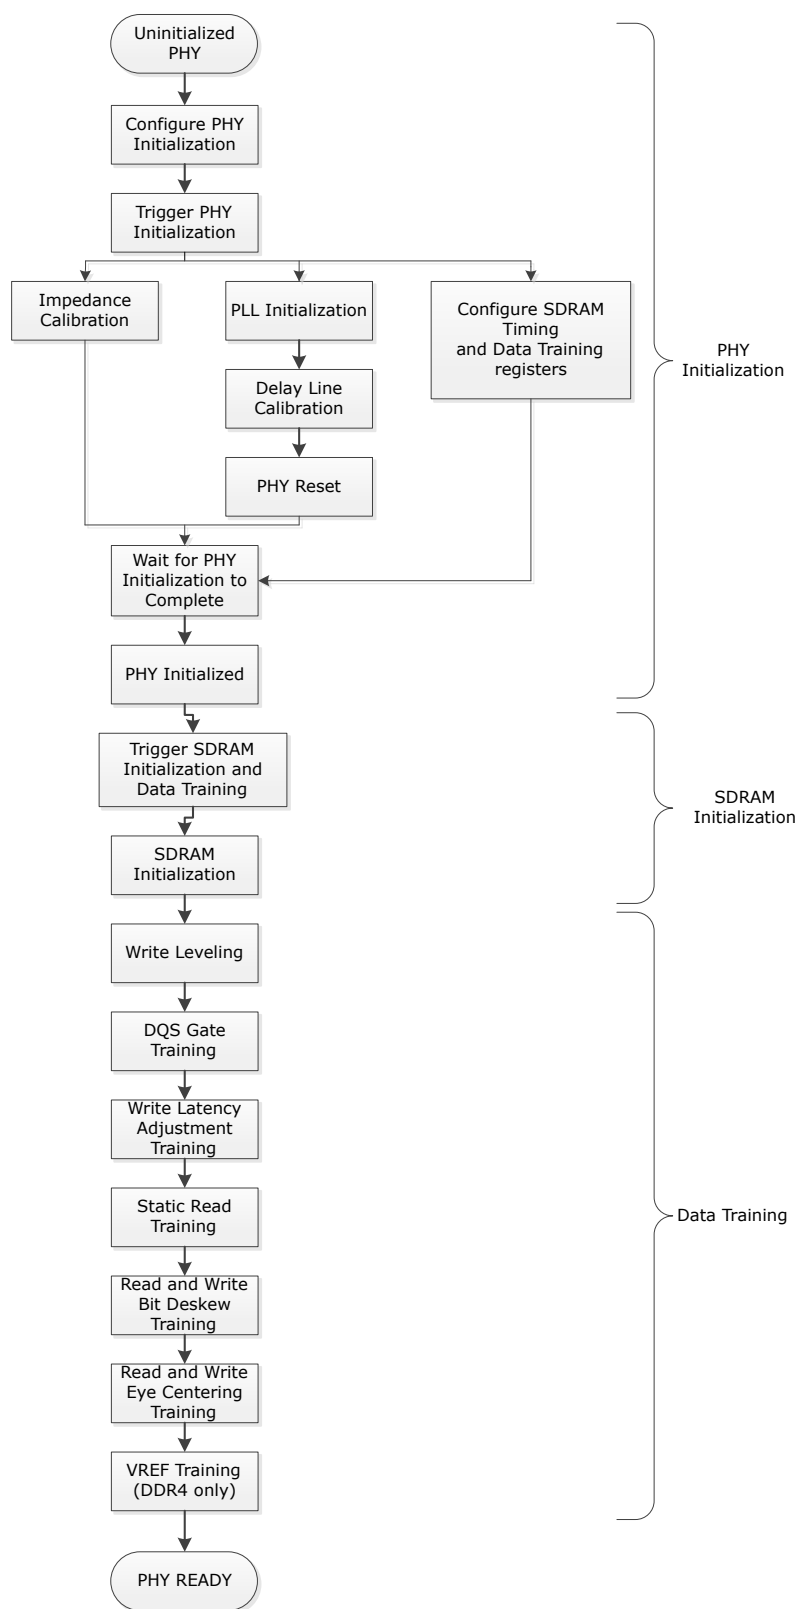 Uninitialized
PHY
Configure PHY
Initialization
Trigger PHY
Initialization
Impedance
Calibration
PLL Initialization
Delay Line
Calibration
PHY Reset
Configure SDRAM
Timing
and Data Training
registers
Wait for PHY
Initialization to
Complete
PHY Initialized
PHY
Initialization
Trigger SDRAM
Initialization and
Data Training
SDRAM
Initialization
SDRAM
Initialization
Write Leveling
DQS Gate
Training
Write Latency
Adjustment
Training
Static Read
Training
Read and Write
Bit Deskew
Training
Read and Write
Eye Centering
Training
VREF Training
(DDR4 only)
Data Training
PHY READY